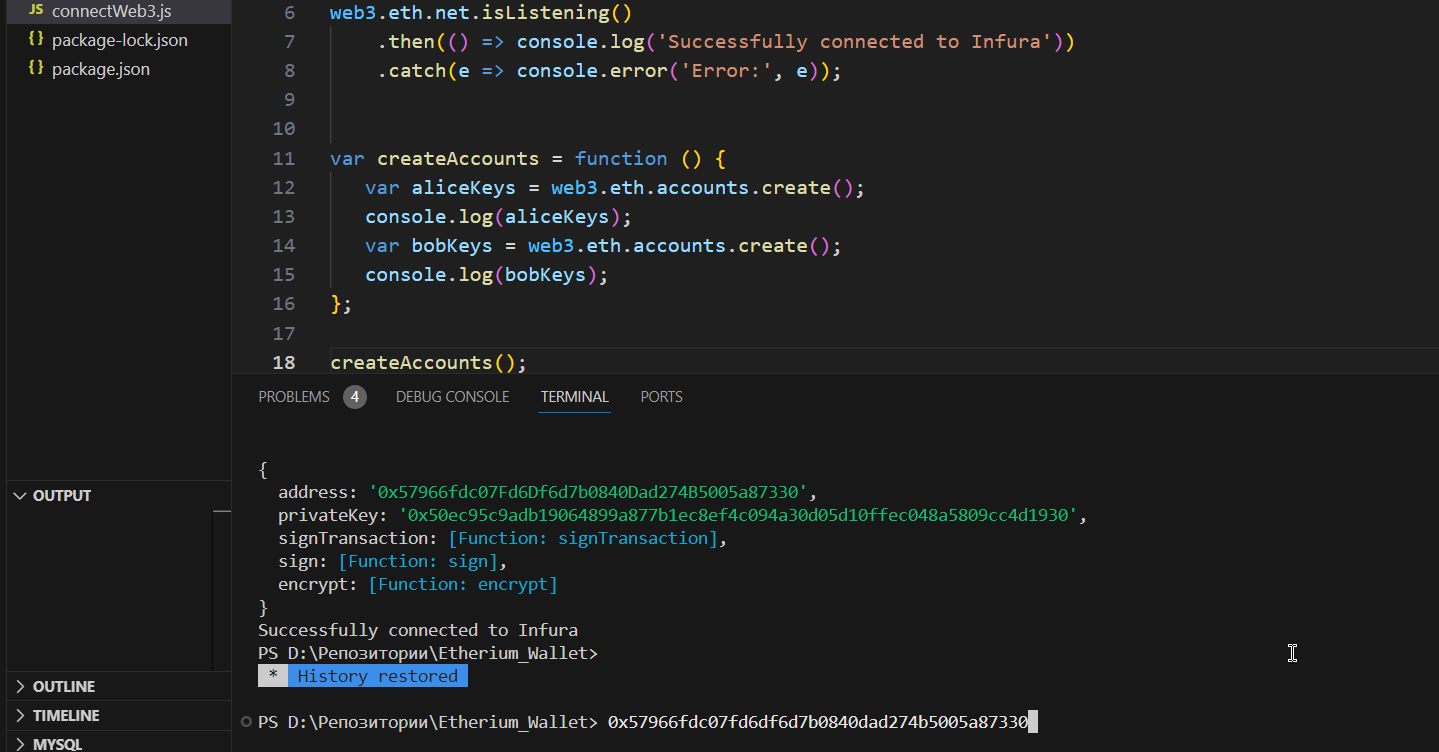 JS connectWeb3.js
{} package-lock.json
{} package.json
OUTPUT
OUTLINE
TIMELINE
MYSQL
6 web3.eth.net.isListening()
7 .then(() => console.log('Successfully connected to Infura'))
8 .catch(e => console.error('Error:', e));
9
10
11 var createAccounts = function () {
12 var aliceKeys = web3.eth.accounts.create();
13 console.log(aliceKeys);
14 var bobKeys = web3.eth.accounts.create();
15 console.log(bobKeys);
16 };
17
18 createAccounts();
PROBLEMS 4 DEBUG CONSOLE TERMINAL PORTS
{
address: '0x57966fdc07Fd6Df6d7b0840Dad274B5005a87330',
privateKey: '0x50ec95c9adb19064899a877b1ec8ef4c094a30d05d10ffec048a5809cc4d1930',
signTransaction: [Function: signTransaction],
sign: [Function: sign],
encrypt: [Function: encrypt]
}
Successfully connected to Infura
PS D:\Репозитории\Etherium_Wallet>
* History restored
PS D:\Репозитории\Etherium_Wallet> 0x57966fdc07fd6df6d7b0840dad274b5005a87330